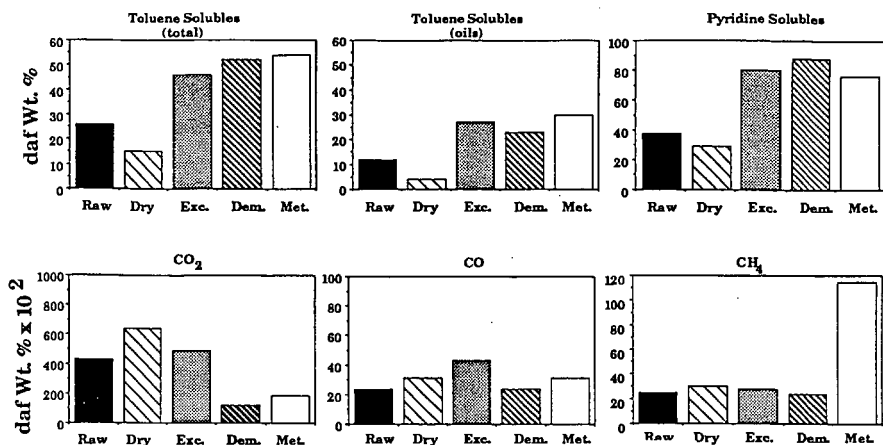 Toluene Solubles
(total)
Toluene Solubles
(oils)
Pyridine Solubles
daf Wt. %
60
50
40
30
20
10
0
Raw Dry Exc. Dem. Met.
60
50
40
30
20
10
0
Raw Dry Exc. Dem. Met.
100
80
60
40
20
0
Raw Dry Exc. Dem. Met.
CO2
CO
CH4
daf Wt. % x 10^2
1000
800
600
400
200
0
Raw Dry Exc. Dem. Met.
100
80
60
40
20
0
Raw Dry Exc. Dem. Met.
120
100
80
60
40
20
0
Raw Dry Exc. Dem. Met.